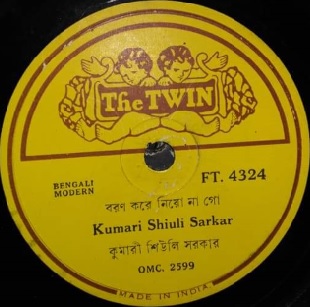 The TWIN
BENGALI
MODERN
FT. 4324
বরণ করে নিয়ো না গো
Kumari Shiuli Sarkar
কুমারী শিউলি সরকার
OMC. 2599
MADE IN INDIA